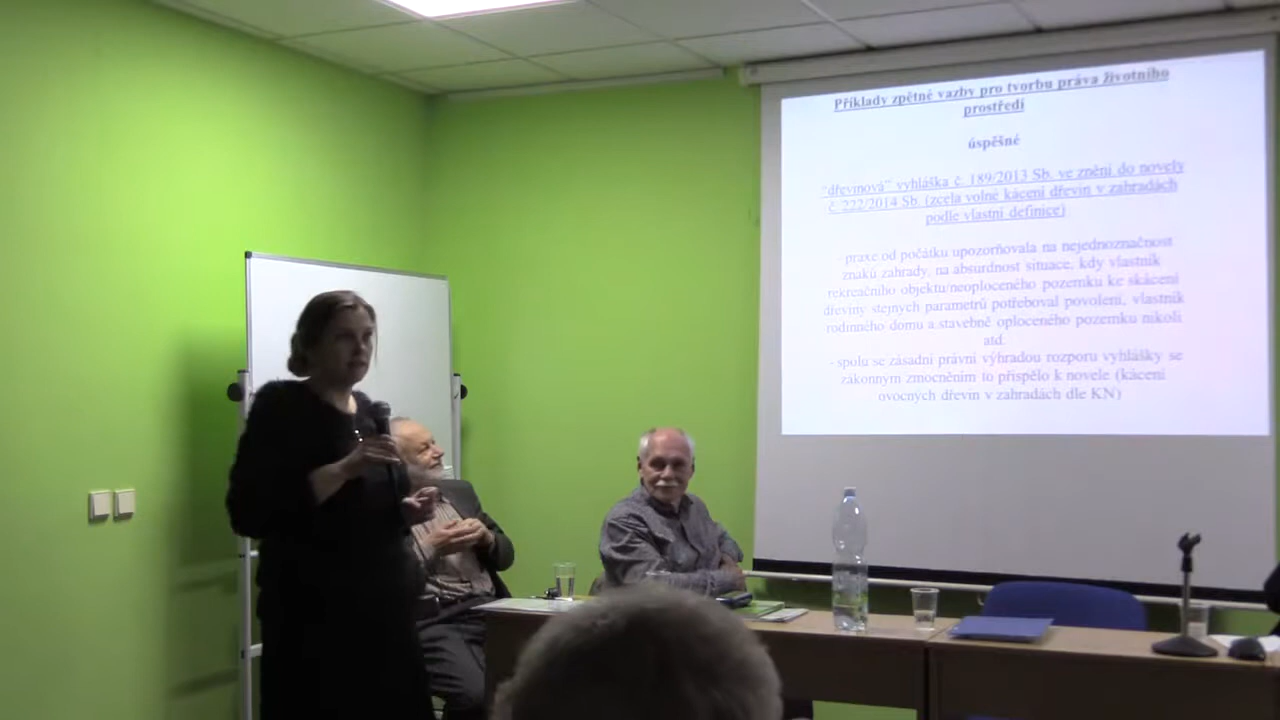 Příklady zpětné vazby pro tvorbu práva životního
prostředí
úspěšné
"dřevinová" vyhláška č. 189/2013 Sb. ve znění do novely
č. 222/2014 Sb. (zcela volné kácení dřevin v zahradách
podle vlastní definice)
- praxe od počátku upozorňovala na nejednoznačnost
znaků zahrady, na absurdnost situace, kdy vlastník
rekreačního objektu/neoploceného pozemku ke skácení
dřeviny stejných parametrů potřeboval povolení, vlastník
rodinného domu a stavebně oploceného pozemku nikoli
atd.
- spolu se zásadní právní výhradou rozporu vyhlášky se
zákonným zmocněním to přispělo k novele (kácení
ovocných dřevin v zahradách dle KN)